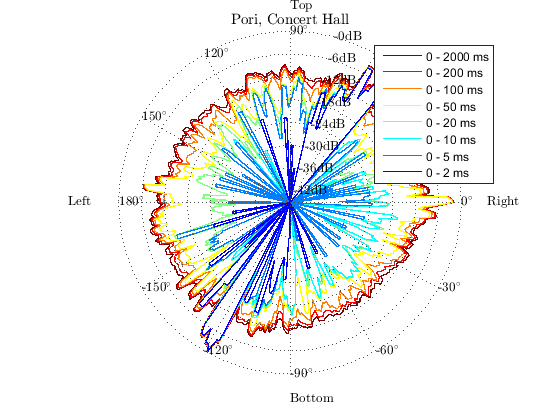 Top
Pori, Concert Hall
90°
-0dB
120°
-6dB
-12dB
-18dB
150°
-24dB
-30dB
-36dB
-42dB
0 - 2000 ms
0 - 200 ms
0 - 100 ms
0 - 50 ms
0 - 20 ms
0 - 10 ms
0 - 5 ms
0 - 2 ms
Left
180°
0°
Right
-150°
-30°
-120°
-60°
-90°
Bottom